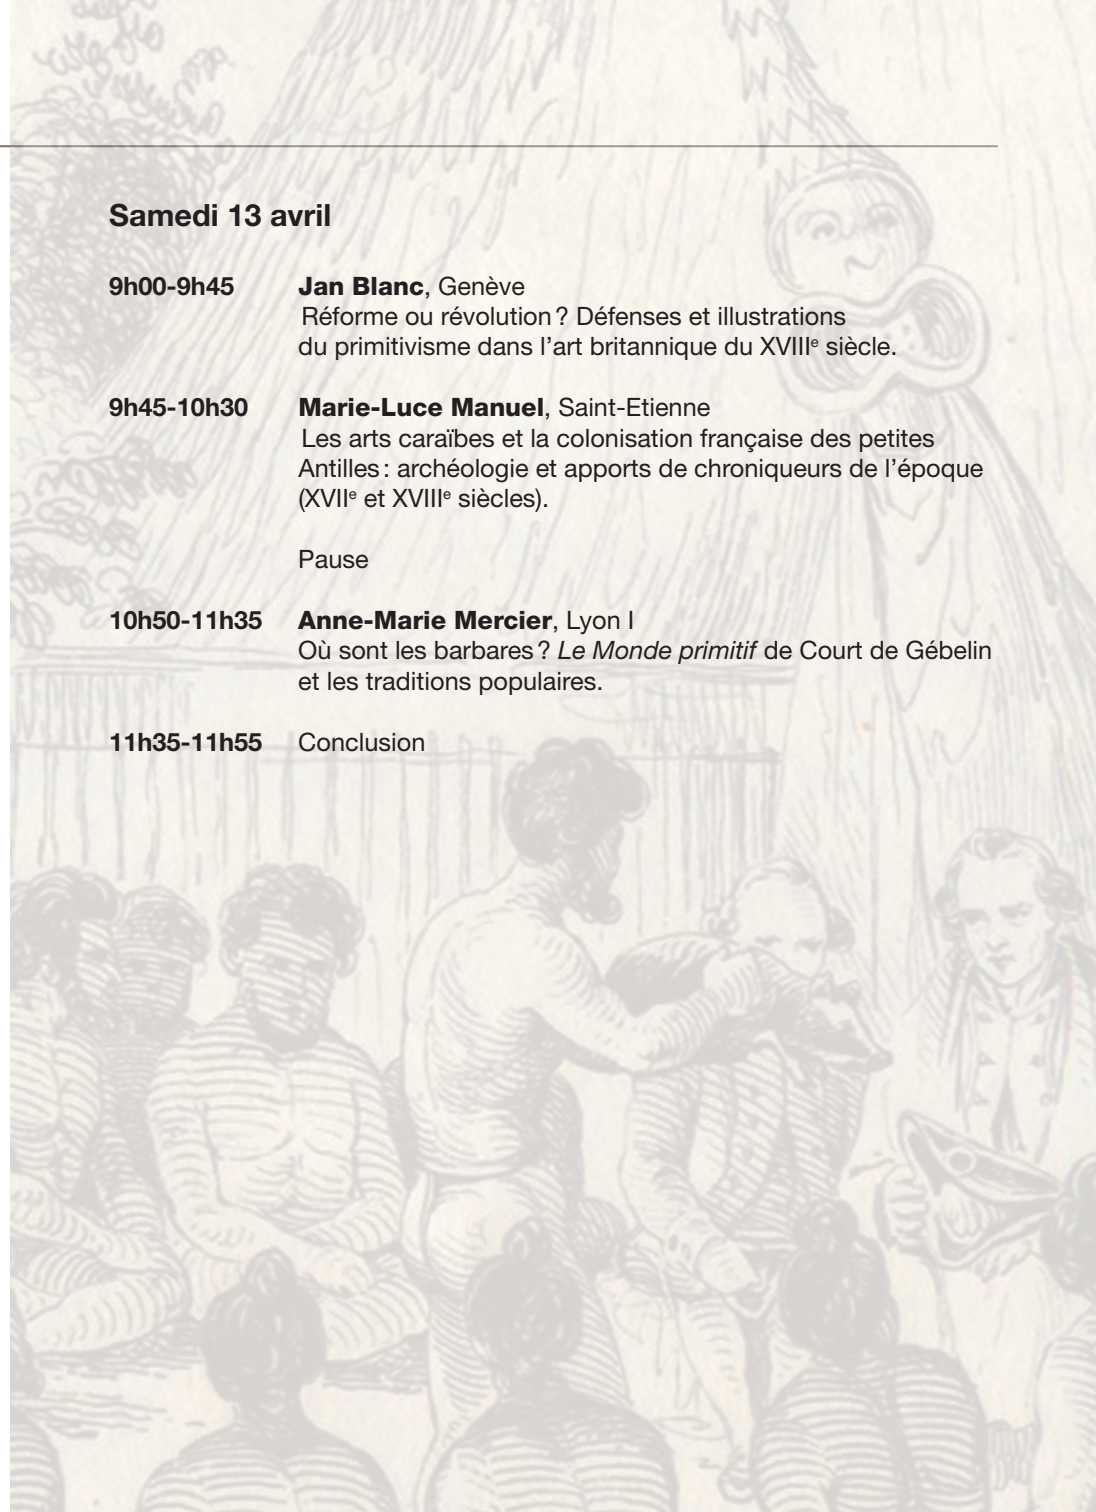 Samedi 13 avril
9h00-9h45 Jan Blanc, Genève
Réforme ou révolution ? Défenses et illustrations
du primitivisme dans l’art britannique du XVIIIe siècle.
9h45-10h30 Marie-Luce Manuel, Saint-Etienne
Les arts caraïbes et la colonisation française des petites
Antilles : archéologie et apports de chroniqueurs de l’époque
(XVIIe et XVIIIe siècles).
Pause
10h50-11h35 Anne-Marie Mercier, Lyon I
Où sont les barbares ? Le Monde primitif de Court de Gébelin
et les traditions populaires.
11h35-11h55 Conclusion